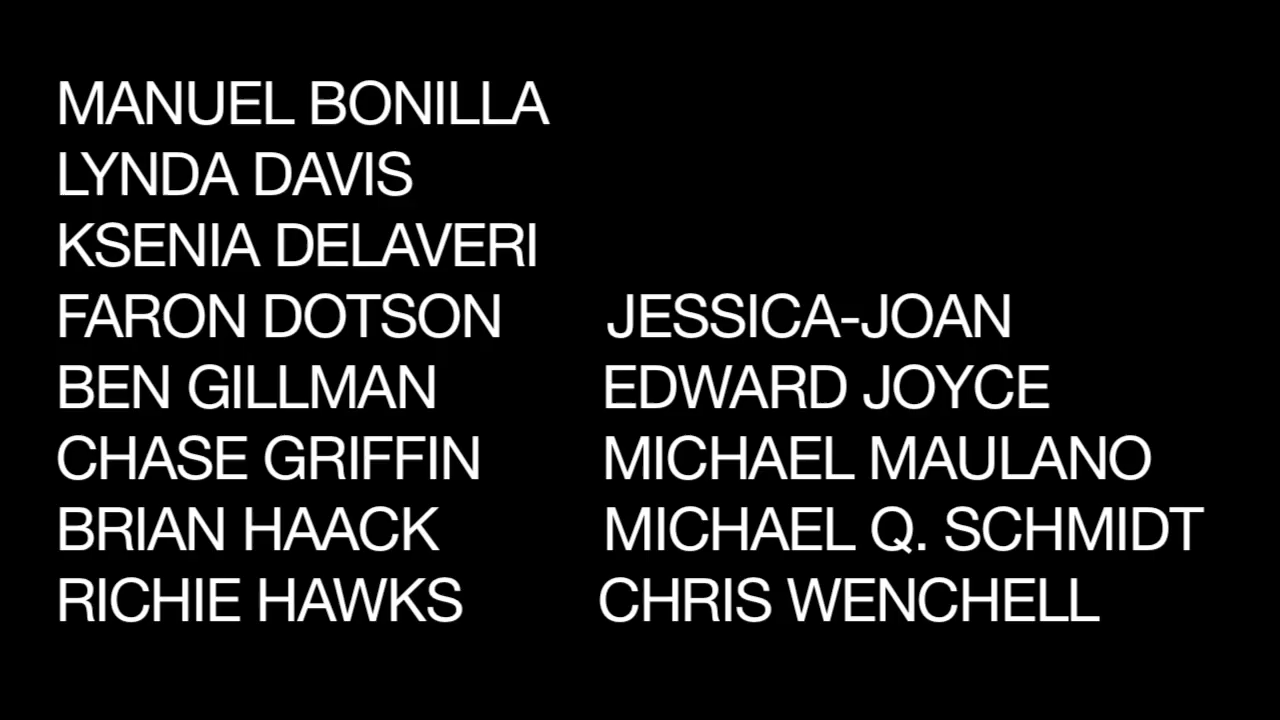 MANUEL BONILLA
LYNDA DAVIS
KSENIA DELAVERI
FARON DOTSON
BEN GILLMAN
CHASE GRIFFIN
BRIAN HAACK
RICHIE HAWKS
JESSICA-JOAN
EDWARD JOYCE
MICHAEL MAULANO
MICHAEL Q. SCHMIDT
CHRIS WENCHELL